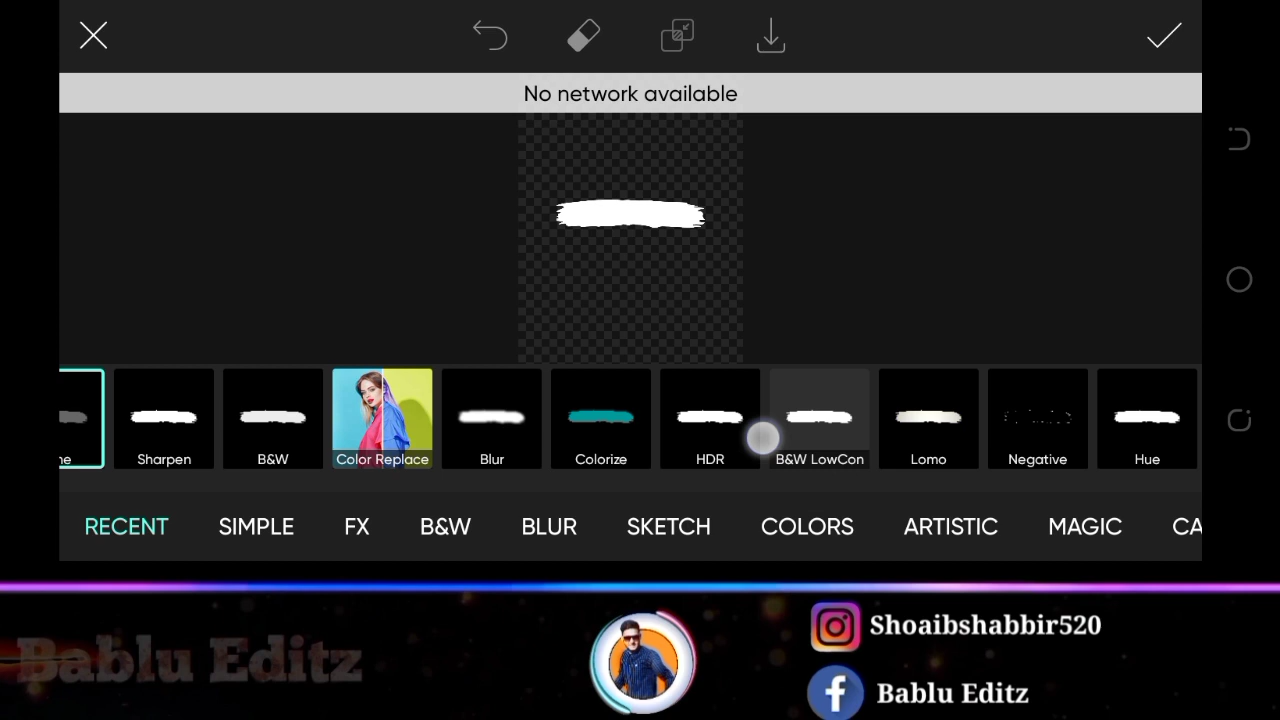 No network available
ne
Sharpen
B&W
Color Replace
Blur
Colorize
HDR
B&W LowCon
Lomo
Negative
Hue
RECENT SIMPLE FX B&W BLUR SKETCH COLORS ARTISTIC MAGIC CA
Shoaibshabbir520
Bablu Editz
Bablu Editz